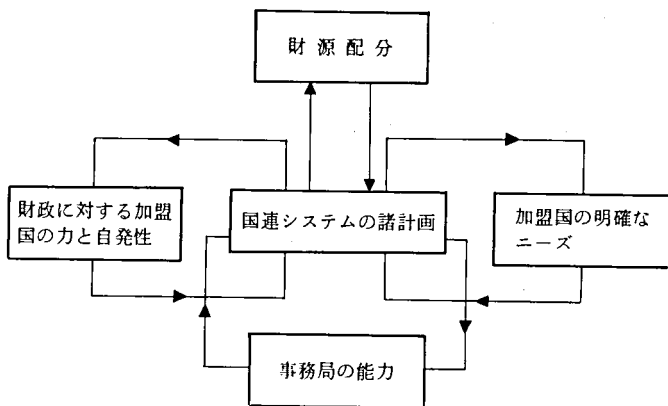 財源配分
財政に対する加盟
国の力と自発性
国連システムの諸計画
加盟国の明確な
ニーズ
事務局の能力